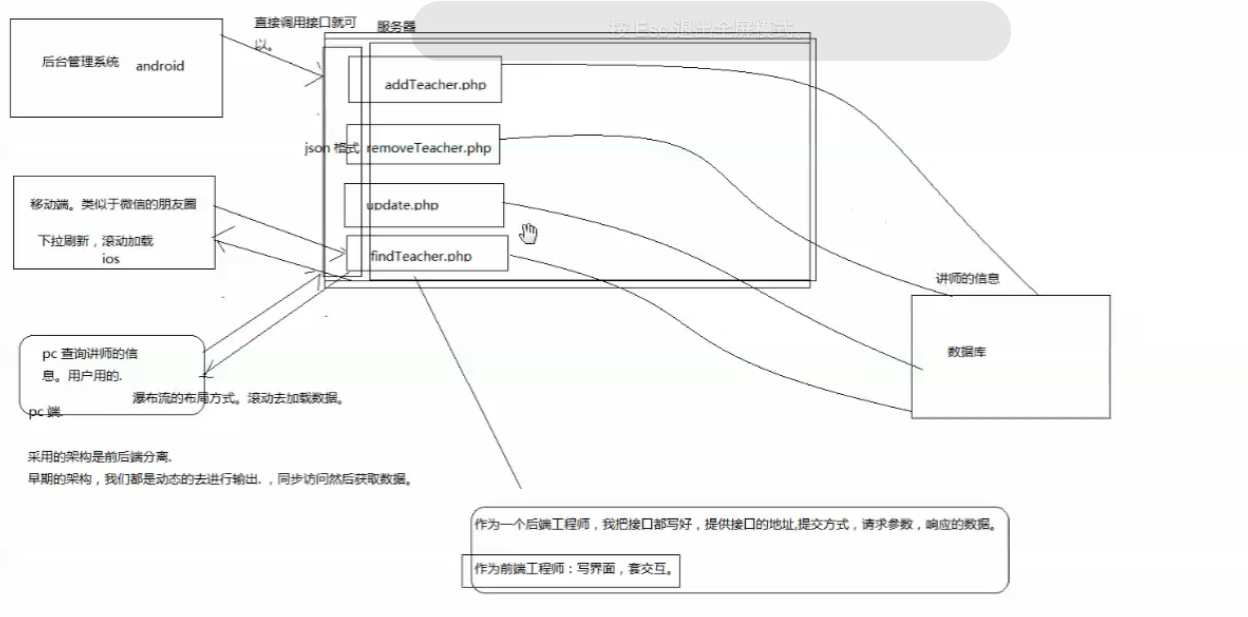 直接调用接口就可
以。
服务器
按 Esc 退出全屏模式。
后台管理系统 android
addTeacher.php
json 格式 removeTeacher.php
移动端。类似于微信的朋友圈
update.php
下拉刷新，滚动加载
ios
findTeacher.php
讲师的信息
数据库
pc 查询讲师的信
息。用户用的.
瀑布流的布局方式。滚动去加载数据。
pc 端.
采用的架构是前后端分离.
早期的架构，我们都是动态的去进行输出. ，同步访问然后获取数据。
作为一个后端工程师，我把接口都写好，提供接口的地址,提交方式，请求参数，响应的数据。
作为前端工程师：写界面，套交互。